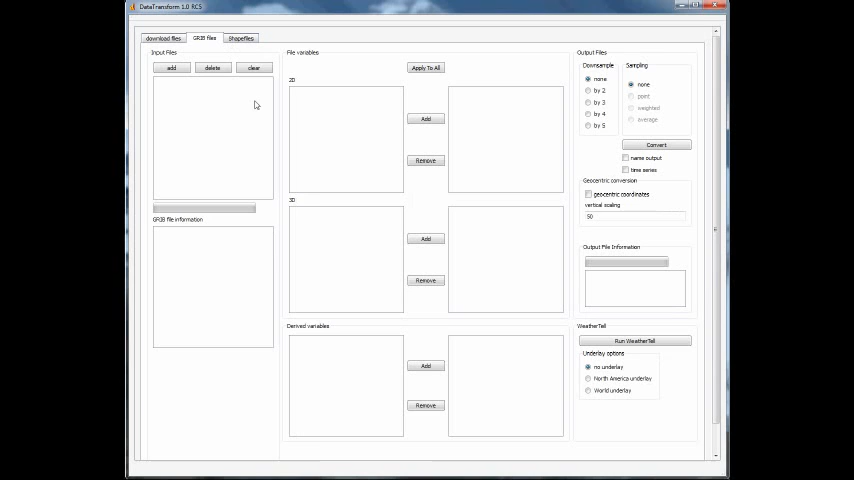 DataTransform 1.0 RC5
download files GRIB files Shapefiles
Input Files
add delete clear
GRIB file information
File variables
Apply To All
2D
Add
Remove
3D
Add
Remove
Derived variables
Add
Remove
Output Files
Downsample
none
by 2
by 3
by 4
by 5
Sampling
none
point
weighted
average
Convert
name output
time series
Geocentric conversion
geocentric coordinates
vertical scaling
50
Output File Information
WeatherTell
Run WeatherTell
Underlay options
no underlay
North America underlay
World underlay